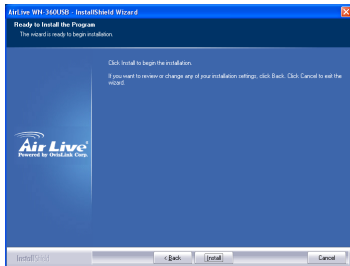 AirLive WN-360USB - InstallShield Wizard
Ready to Install the Program
The wizard is ready to begin installation.
Click Install to begin the installation.
If you want to review or change any of your installation settings, click Back. Click Cancel to exit the
wizard.
Air Live
Powered by OvisLink Corp.
InstallShield
< Back
Install
Cancel